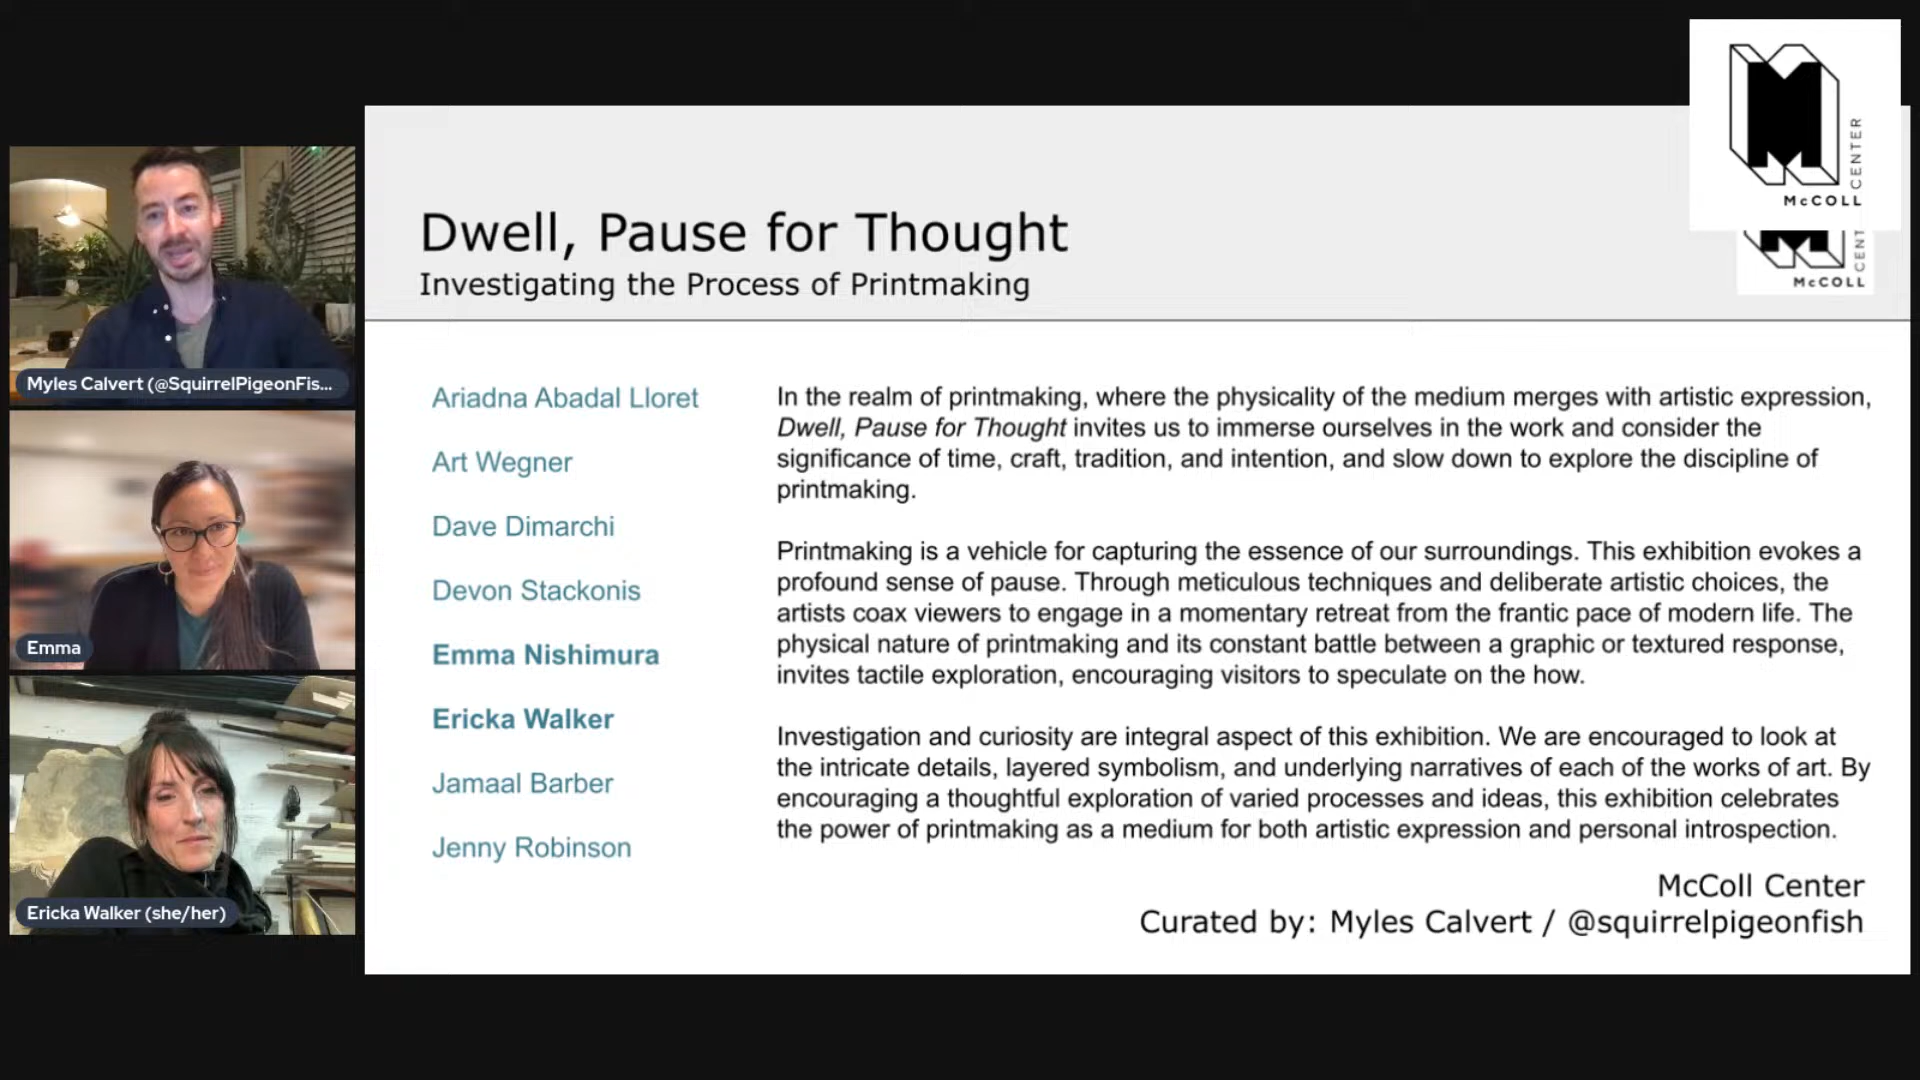 McCOLL CENTER
CENT
McCOLL
Dwell, Pause for Thought
Investigating the Process of Printmaking
Myles Calvert (@SquirrelPigeonFis...
Emma
Ericka Walker (she/her)
Ariadna Abadal Lloret
Art Wegner
Dave Dimarchi
Devon Stackonis
Emma Nishimura
Ericka Walker
Jamaal Barber
Jenny Robinson
In the realm of printmaking, where the physicality of the medium merges with artistic expression,
Dwell, Pause for Thought invites us to immerse ourselves in the work and consider the
significance of time, craft, tradition, and intention, and slow down to explore the discipline of
printmaking.
Printmaking is a vehicle for capturing the essence of our surroundings. This exhibition evokes a
profound sense of pause. Through meticulous techniques and deliberate artistic choices, the
artists coax viewers to engage in a momentary retreat from the frantic pace of modern life. The
physical nature of printmaking and its constant battle between a graphic or textured response,
invites tactile exploration, encouraging visitors to speculate on the how.
Investigation and curiosity are integral aspect of this exhibition. We are encouraged to look at
the intricate details, layered symbolism, and underlying narratives of each of the works of art. By
encouraging a thoughtful exploration of varied processes and ideas, this exhibition celebrates
the power of printmaking as a medium for both artistic expression and personal introspection.
McColl Center
Curated by: Myles Calvert / @squirrelpigeonfish